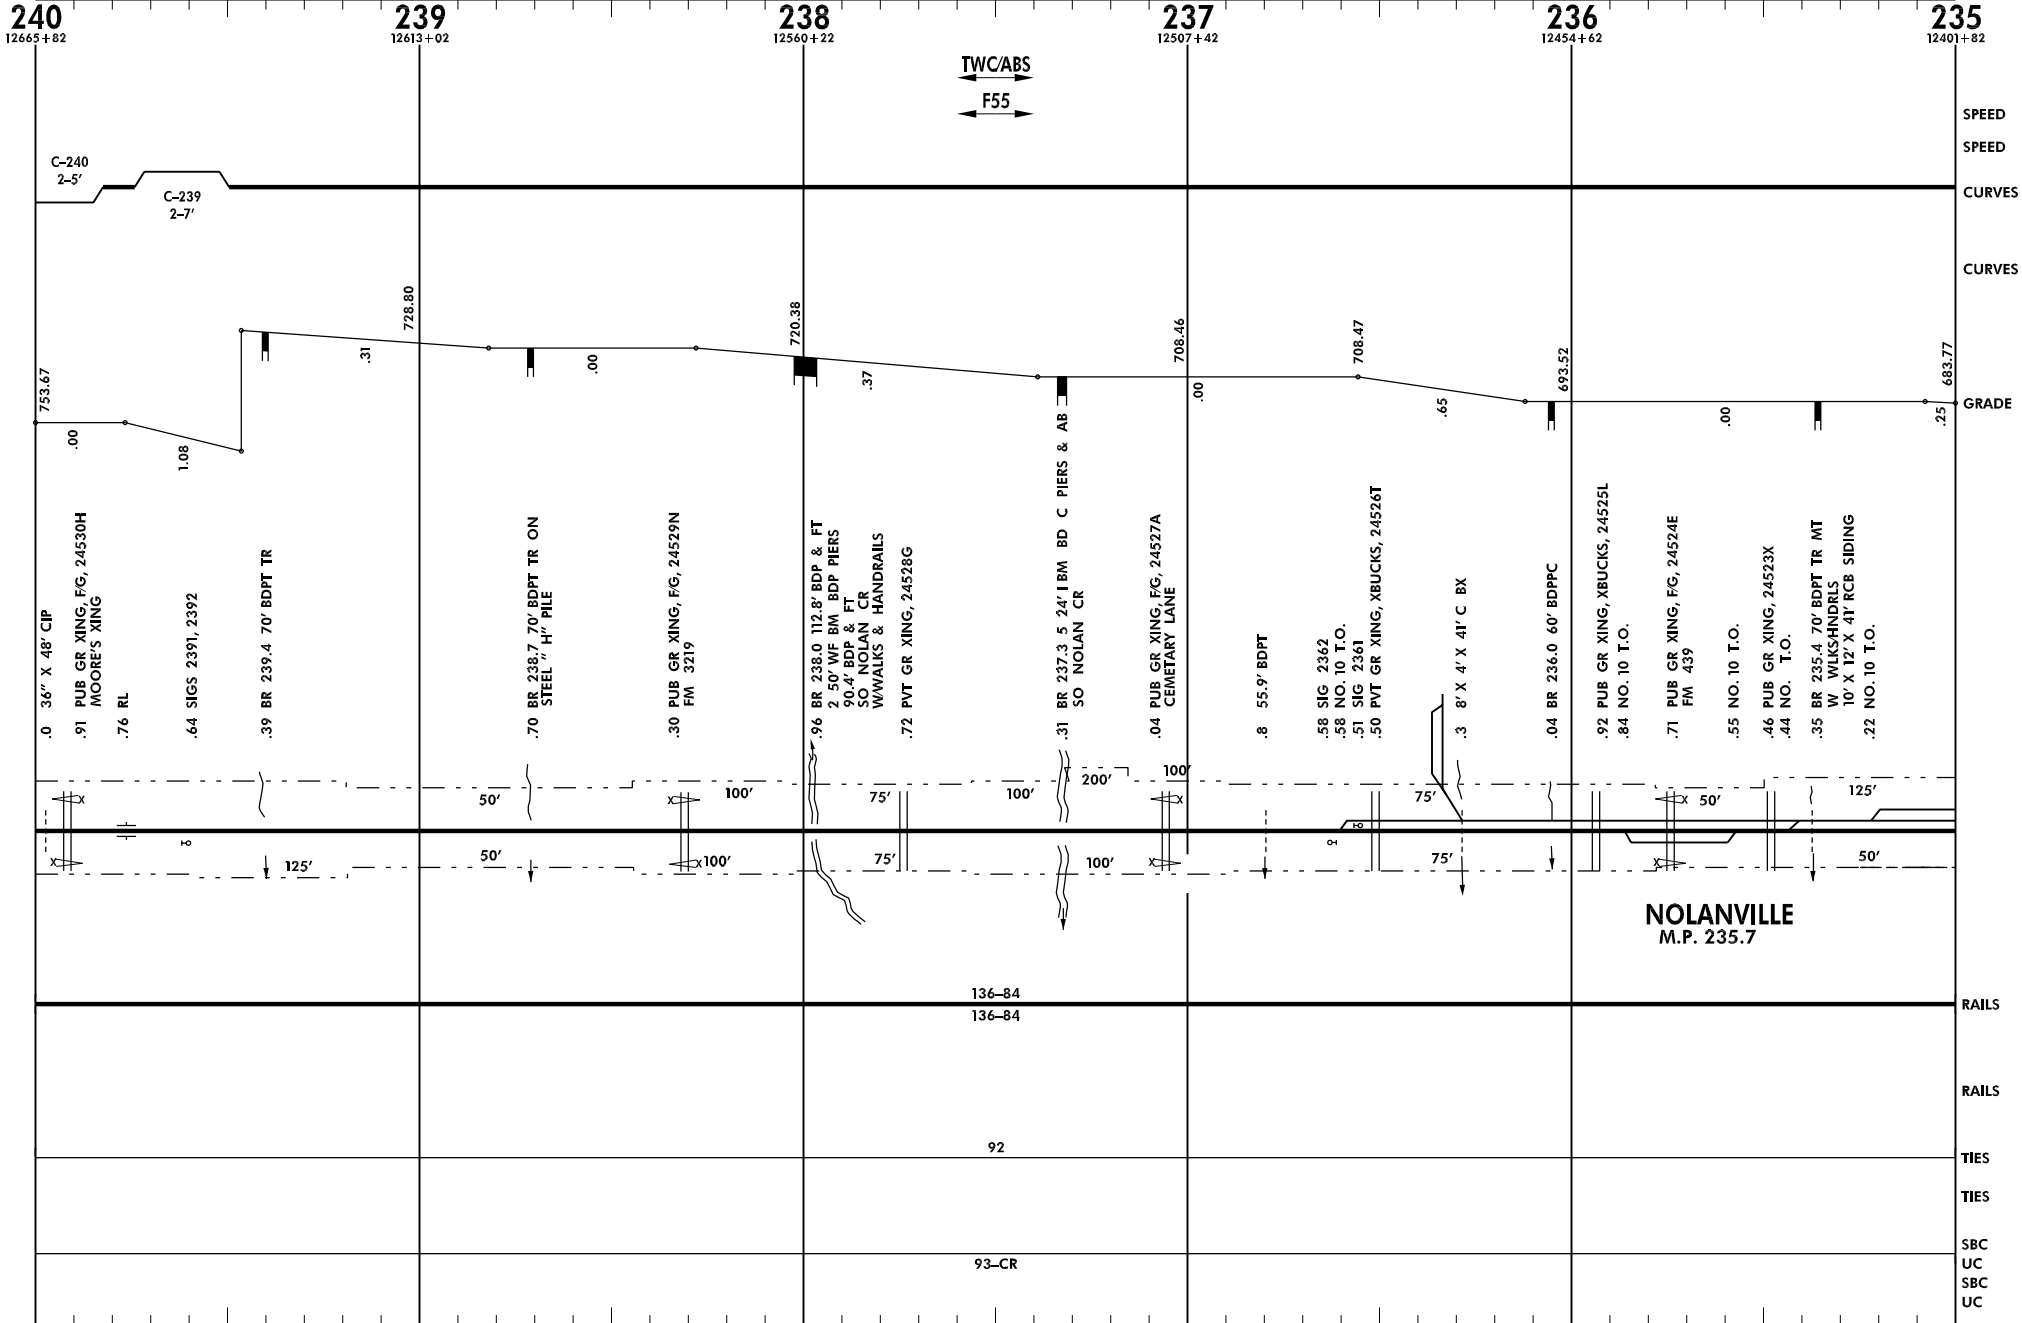 240 239 238 237 236 235
12665+82 12613+02 12560+22 12507+42 12454+62 12401+82
TWC/ABS
F55
SPEED
SPEED
C–240
2–5'
C–239
2–7'
CURVES
CURVES
753.67
728.80
720.38
708.46
708.47
693.52
683.77
GRADE
.00
1.08
.31
.00
.37
.00
.65
.00
.25
.0 36" X 48' CIP
.91 PUB GR XING, F/G, 24530H
MOORE'S XING
.76 RL
.64 SIGS 2391, 2392
.39 BR 239.4 70' BDPT TR
.70 BR 238.7 70' BDPT TR ON
STEEL "H" PILE
.30 PUB GR XING, F/G, 24529N
FM 3219
.96 BR 238.0 112.8' BDP & FT
2 50' WF BM BDP PIERS
90.4' BDP & FT
SO NOLAN CR
W/WALKS & HANDRAILS
.72 PVT GR XING, 24528G
.31 BR 237.3 5 24' I BM BD C PIERS & AB
SO NOLAN CR
.04 PUB GR XING, F/G, 24527A
CEMETARY LANE
.8 55.9' BDPT
.58 SIG 2362
.58 NO. 10 T.O.
.51 SIG 2361
.50 PVT GR XING, XBUCKS, 24526T
.3 8' X 4' X 41' C BX
.04 BR 236.0 60' BDPPC
.92 PUB GR XING, XBUCKS, 24525L
.84 NO. 10 T.O.
.71 PUB GR XING, F/G, 24524E
FM 439
.55 NO. 10 T.O.
.46 PUB GR XING, 24523X
.44 NO. T.O.
.35 BR 235.4 70' BDPT TR MT
W WLKS/HNDRLS
10' X 12' X 41' RCB SIDING
.22 NO. 10 T.O.
50' 100' 75' 100' 200' 100' 75' 50' 125'
X X X X
X X X X
125' 50' 100' 75' 100' 75' 50'
NOLANVILLE
M.P. 235.7
136–84
RAILS
136–84
RAILS
92
TIES
TIES
SBC
93–CR
UC
SBC
UC